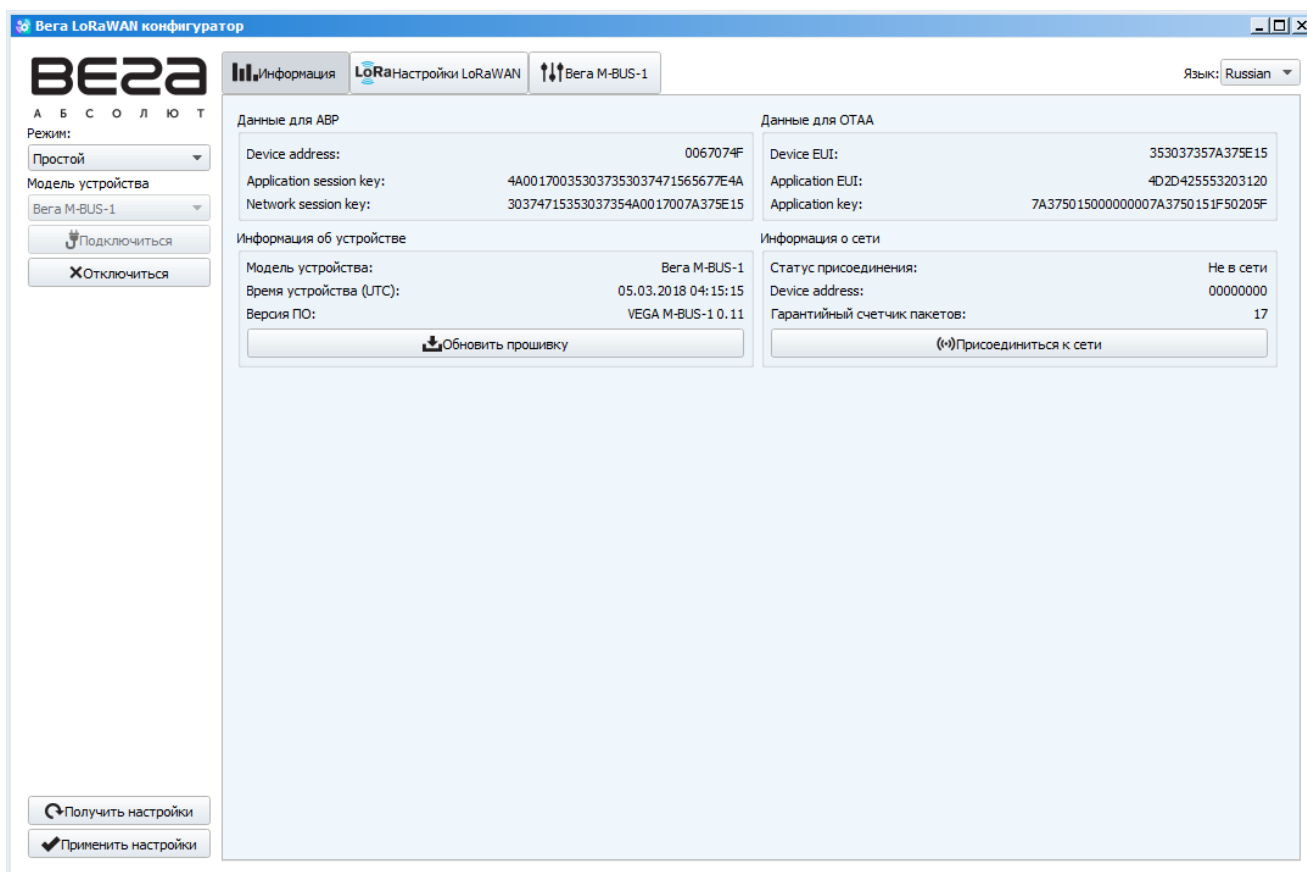 Вега LoRaWAN конфигуратор
ВЕГА
АБСОЛЮТ
Режим:
Простой
Модель устройства
Вега M-BUS-1
Подключиться
Отключиться
Получить настройки
Применить настройки
Информация
LoRa Настройки LoRaWAN
Вега M-BUS-1
Язык: Russian
Данные для ABP
Device address: 0067074F
Application session key: 4A001700353037353037471565677E4A
Network session key: 30374715353037354A0017007A375E15
Данные для OTAA
Device EUI: 353037357A375E15
Application EUI: 4D2D425553203120
Application key: 7A375015000000007A3750151F50205F
Информация об устройстве
Модель устройства: Вега M-BUS-1
Время устройства (UTC): 05.03.2018 04:15:15
Версия ПО: VEGA M-BUS-1 0.11
Обновить прошивку
Информация о сети
Статус присоединения: Не в сети
Device address: 00000000
Гарантийный счетчик пакетов: 17
Присоединиться к сети